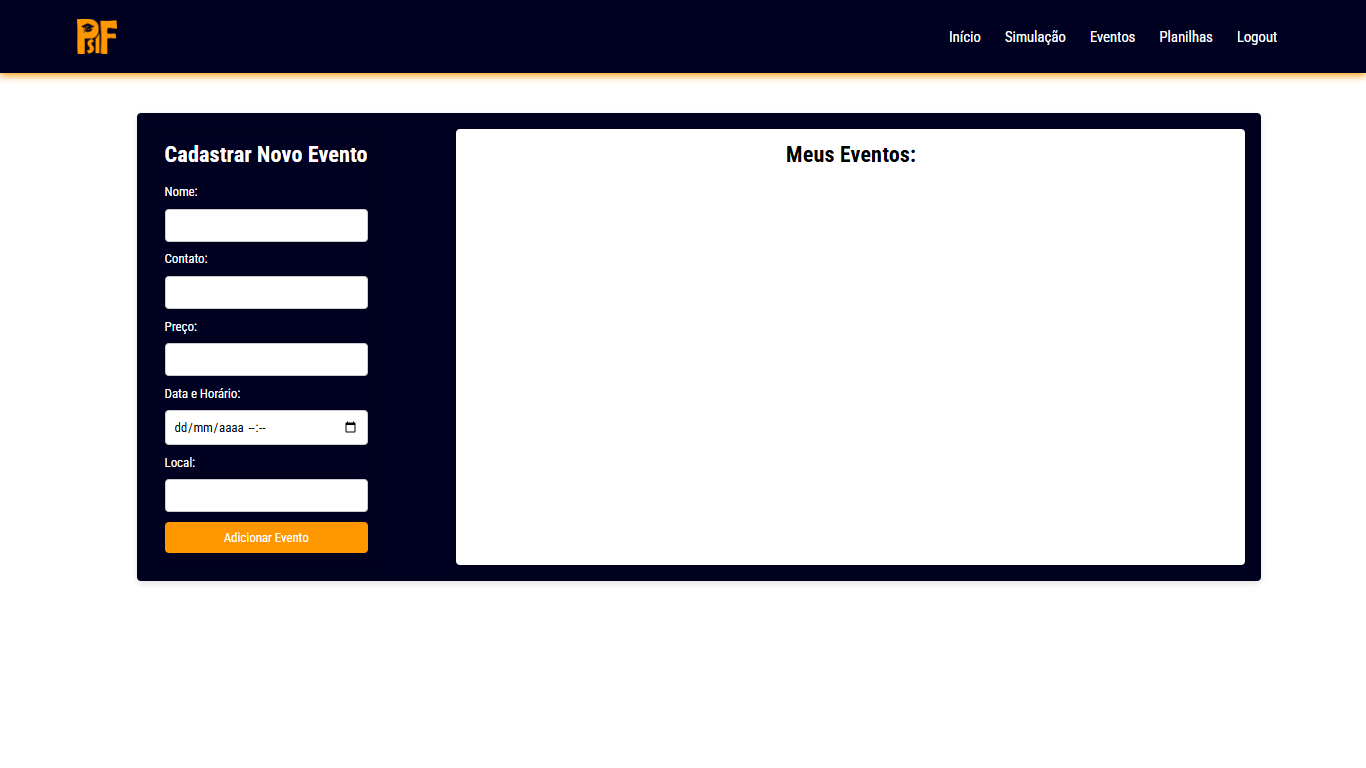 PsiF
Início Simulação Eventos Planilhas Logout
Cadastrar Novo Evento
Nome:
Contato:
Preço:
Data e Horário:
dd/mm/aaaa --:--
Local:
Adicionar Evento
Meus Eventos: